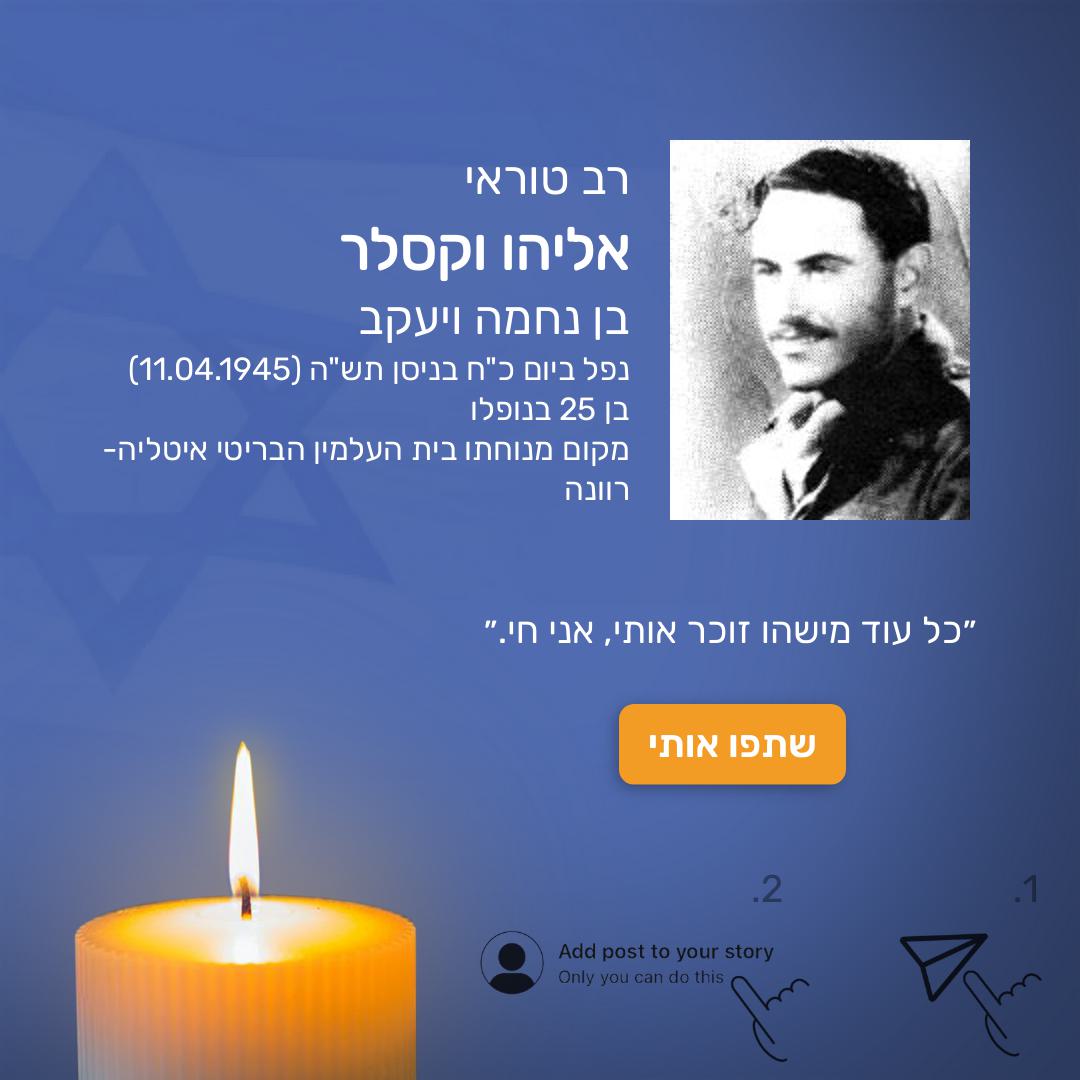 רב טוראי
אליהו וקסלר
בן נחמה ויעקב
נפל ביום כ"ח בניסן תש"ה (11.04.1945)
בן 25 בנופלו
מקום מנוחתו בית העלמין הבריטי איטליה-
רוונה
״כל עוד מישהו זוכר אותי, אני חי.״
שתפו אותי
.1
.2
Add post to your story
Only you can do this